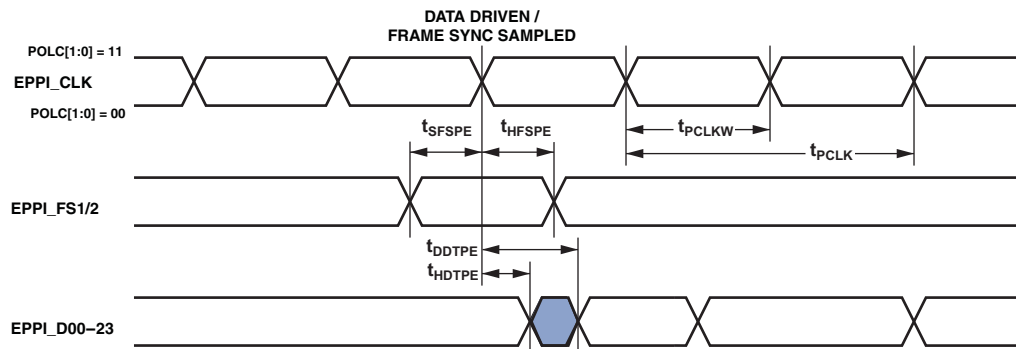 DATA DRIVEN /
FRAME SYNC SAMPLED
POLC[1:0] = 11
EPPI_CLK
POLC[1:0] = 00
tSFSPE
tHFSPE
tPCLKW
tPCLK
EPPI_FS1/2
tDDTPE
tHDTPE
EPPI_D00–23